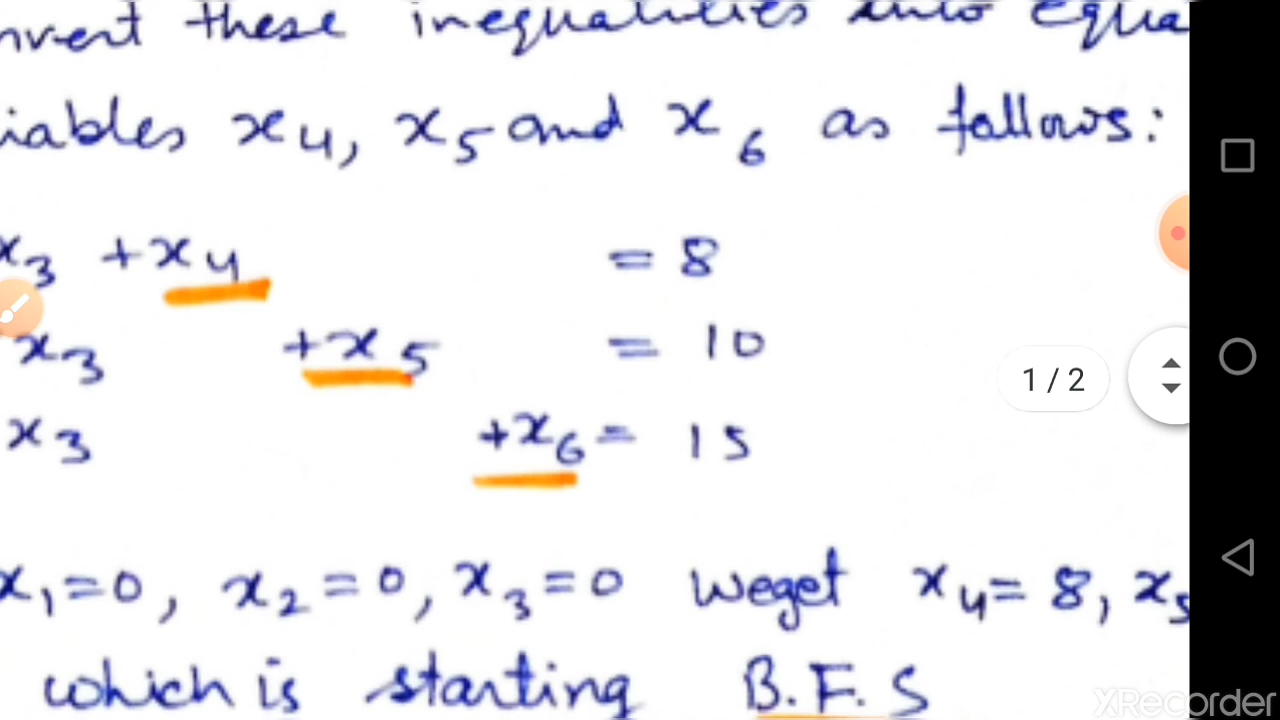 nvert these inequalities into equa
iables x4, x5 and x6 as follows:
x3 +x4 = 8
x3 +x5 = 10
x3 +x6 = 15
1 / 2
x1=0, x2=0, x3=0 weget x4=8, x5
which is starting B.F.S
XRecorder